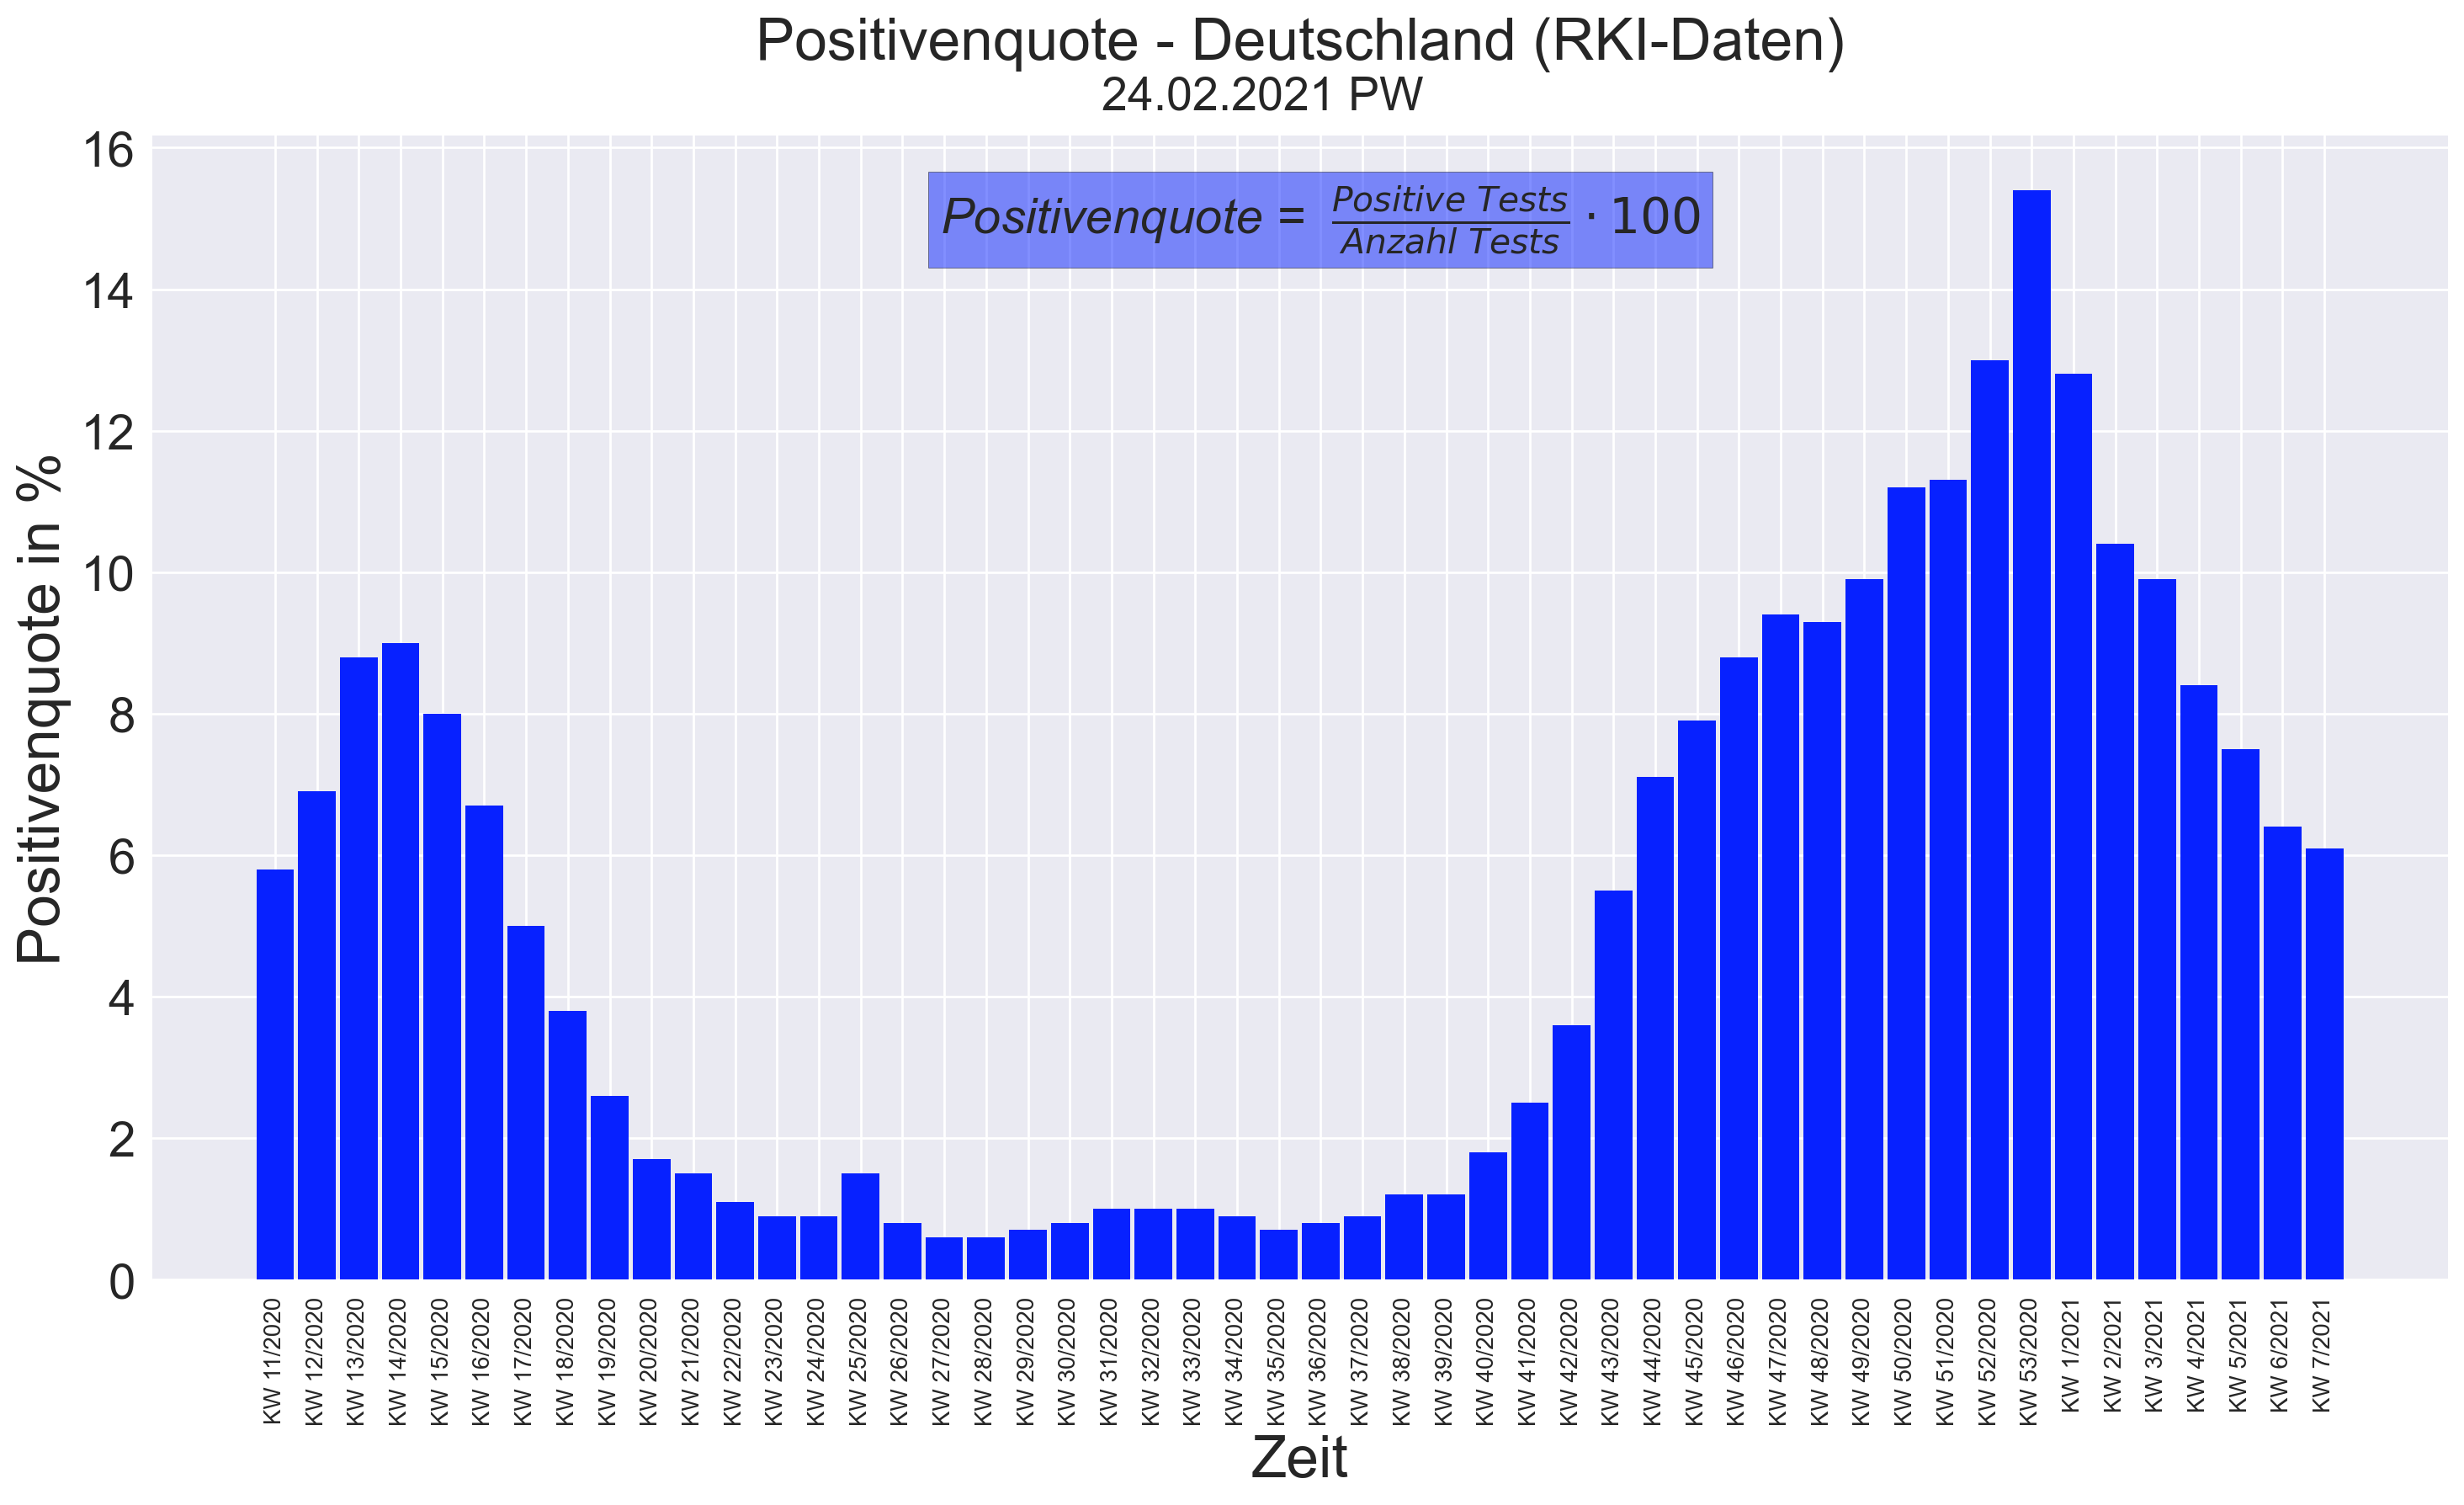 Positivenquote - Deutschland (RKI-Daten)
24.02.2021 PW
Positivenquote = Positive Tests / Anzahl Tests · 100
Positivenquote in %
16
14
12
10
8
6
4
2
0
KW 11/2020
KW 12/2020
KW 13/2020
KW 14/2020
KW 15/2020
KW 16/2020
KW 17/2020
KW 18/2020
KW 19/2020
KW 20/2020
KW 21/2020
KW 22/2020
KW 23/2020
KW 24/2020
KW 25/2020
KW 26/2020
KW 27/2020
KW 28/2020
KW 29/2020
KW 30/2020
KW 31/2020
KW 32/2020
KW 33/2020
KW 34/2020
KW 35/2020
KW 36/2020
KW 37/2020
KW 38/2020
KW 39/2020
KW 40/2020
KW 41/2020
KW 42/2020
KW 43/2020
KW 44/2020
KW 45/2020
KW 46/2020
KW 47/2020
KW 48/2020
KW 49/2020
KW 50/2020
KW 51/2020
KW 52/2020
KW 53/2020
KW 1/2021
KW 2/2021
KW 3/2021
KW 4/2021
KW 5/2021
KW 6/2021
KW 7/2021
Zeit